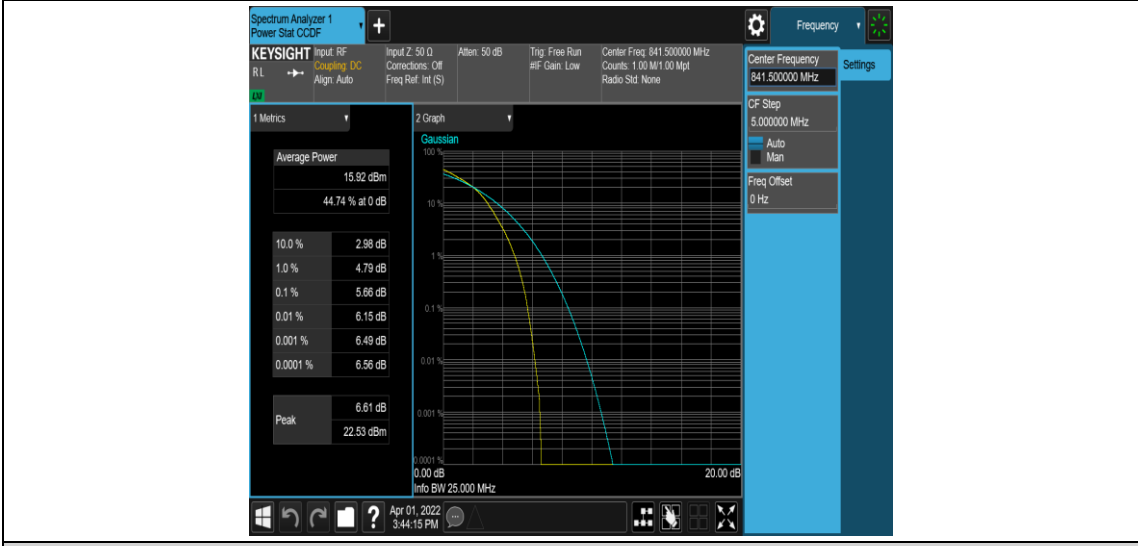 Spectrum Analyzer 1
Power Stat CCDF
+
Frequency
KEYSIGHT
RL
Input: RF
Coupling: DC
Align: Auto
Input Z: 50 Ω
Corrections: Off
Freq Ref: Int (S)
Atten: 50 dB
Trig: Free Run
#IF Gain: Low
Center Freq: 841.500000 MHz
Counts: 1.00 M/1.00 Mpt
Radio Std: None
Center Frequency
841.500000 MHz
Settings
CF Step
5.000000 MHz
Auto
Man
Freq Offset
0 Hz
1 Metrics
Average Power
15.92 dBm
44.74 % at 0 dB
10.0 % 2.98 dB
1.0 % 4.79 dB
0.1 % 5.66 dB
0.01 % 6.15 dB
0.001 % 6.49 dB
0.0001 % 6.56 dB
Peak
6.61 dB
22.53 dBm
2 Graph
Gaussian
100 %
10 %
1 %
0.1 %
0.01 %
0.001 %
0.0001 %
0.00 dB
20.00 dB
Info BW 25.000 MHz
?
Apr 01, 2022
3:44:15 PM